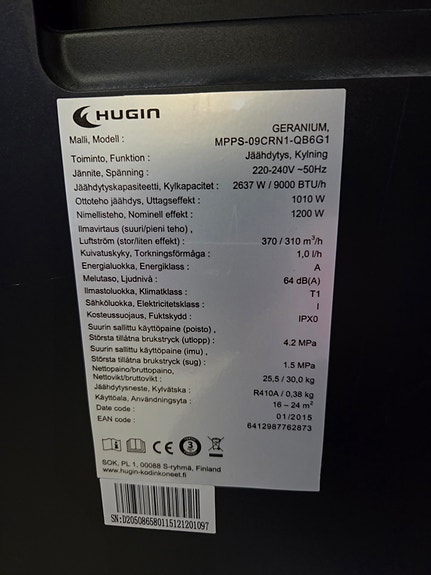 HUGIN
Malli, Modell : GERANIUM, MPPS-09CRN1-QB6G1
Toiminto, Funktion : Jäähdytys, Kylning
Jännite, Spänning : 220-240V ~50Hz
Jäähdytyskapasiteetti, Kylkapacitet : 2637 W / 9000 BTU/h
Ottoteho jäähdys, Uttagseffekt : 1010 W
Nimellisteho, Nominell effekt : 1200 W
Ilmavirtaus (suuri/pieni teho) ,
Luftström (stor/liten effekt) : 370 / 310 m³/h
Kuivatuskyky, Torkningsförmåga : 1,0 l/h
Energialuokka, Energiklass : A
Melutaso, Ljudnivå : 64 dB(A)
Ilmastoluokka, Klimatklass : T1
Sähköluokka, Elektricitetsklass : I
Kosteussuojaus, Fuktskydd : IPX0
Suurin sallittu käyttöpaine (poisto) ,
Största tillåtna brukstryck (utlopp) : 4.2 MPa
Suurin sallittu käyttöpaine (imu) ,
Största tillåtna brukstryck (sug) : 1.5 MPa
Nettopaino/bruttopaino,
Nettovikt/bruttovikt : 25,5 / 30,0 kg
Jäähdytysneste, Kylvätska : R410A / 0,38 kg
Käyttöala, Användningsyta : 16 – 24 m²
Date code : 01/2015
EAN code : 6412987762873
CE 3
SOK, PL 1, 00088 S-ryhmä, Finland
www.hugin-kodinkoneet.fi
SN:D205086580115121201097